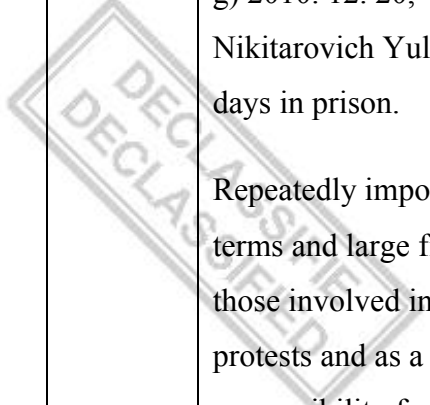 g) 2010. 12. 20,
Nikitarovich Yul
days in prison.
Repeatedly impo
terms and large f
those involved in
protests and as a
DECLASSIFIE
DECLASSIFIED